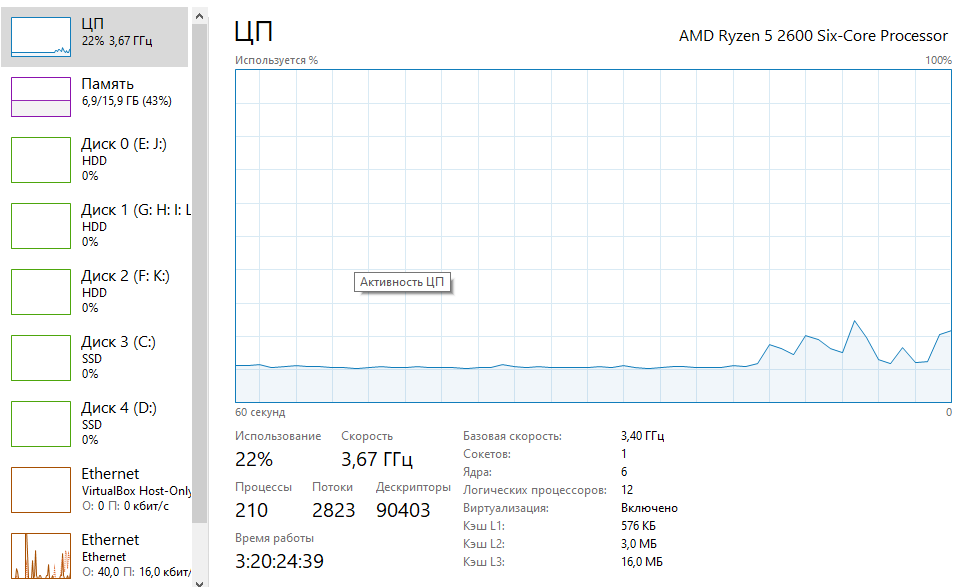 ЦП
22% 3,67 ГГц
Память
6,9/15,9 ГБ (43%)
Диск 0 (E: J:)
HDD
0%
Диск 1 (G: H: I: L
HDD
0%
Диск 2 (F: K:)
HDD
0%
Диск 3 (C:)
SSD
0%
Диск 4 (D:)
SSD
0%
Ethernet
VirtualBox Host-Only
О: 0 П: 0 кбит/с
Ethernet
Ethernet
О: 40,0 П: 16,0 кбит/
ЦП
AMD Ryzen 5 2600 Six-Core Processor
Используется %
100%
Активность ЦП
60 секунд
0
Использование
Скорость
22%
3,67 ГГц
Процессы
Потоки
Дескрипторы
210
2823
90403
Время работы
3:20:24:39
Базовая скорость: 3,40 ГГц
Сокетов: 1
Ядра: 6
Логических процессоров: 12
Виртуализация: Включено
Кэш L1: 576 КБ
Кэш L2: 3,0 МБ
Кэш L3: 16,0 МБ